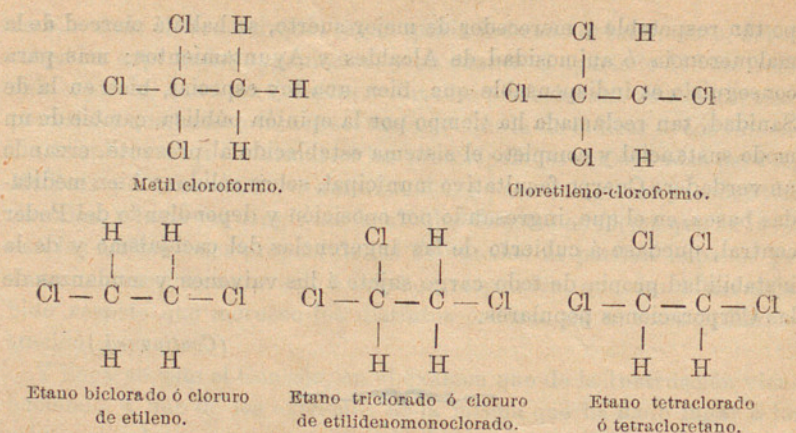 Cl H Cl H
Cl — C — C — H Cl — C — C — Cl
Cl H Cl H
Metil cloroformo. Cloretileno-cloroformo.
H H Cl H Cl Cl
Cl — C — C — Cl Cl — C — C — Cl Cl — C — C — Cl
H H H H H H
Etano biclorado ó cloruro Etano triclorado ó cloruro Etano tetraclorado
de etileno. de etilidenomonoclorado. ó tetracloretano.